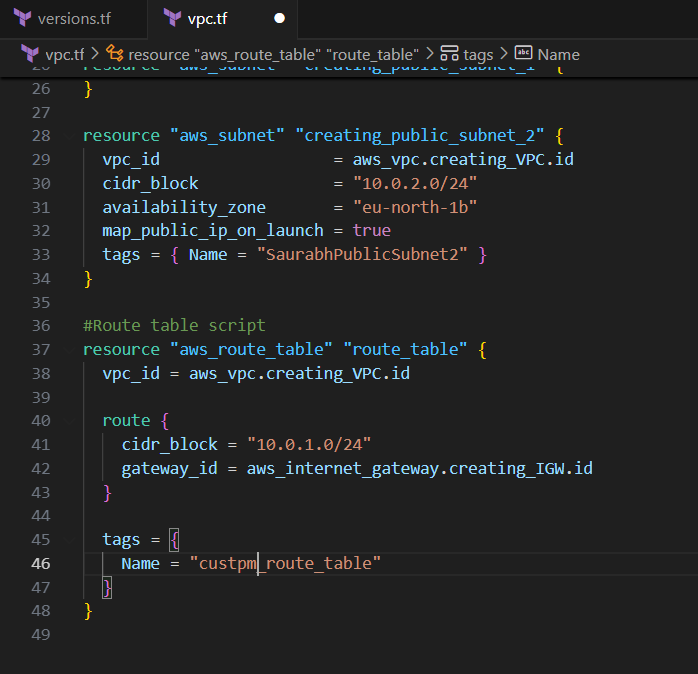 versions.tf
vpc.tf
vpc.tf > resource "aws_route_table" "route_table" > tags > abc Name
26 }
27
28 resource "aws_subnet" "creating_public_subnet_2" {
29 vpc_id = aws_vpc.creating_VPC.id
30 cidr_block = "10.0.2.0/24"
31 availability_zone = "eu-north-1b"
32 map_public_ip_on_launch = true
33 tags = { Name = "SaurabhPublicSubnet2" }
34 }
35
36 #Route table script
37 resource "aws_route_table" "route_table" {
38 vpc_id = aws_vpc.creating_VPC.id
39
40 route {
41 cidr_block = "10.0.1.0/24"
42 gateway_id = aws_internet_gateway.creating_IGW.id
43 }
44
45 tags = {
46 Name = "custpm_route_table"
47 }
48 }
49